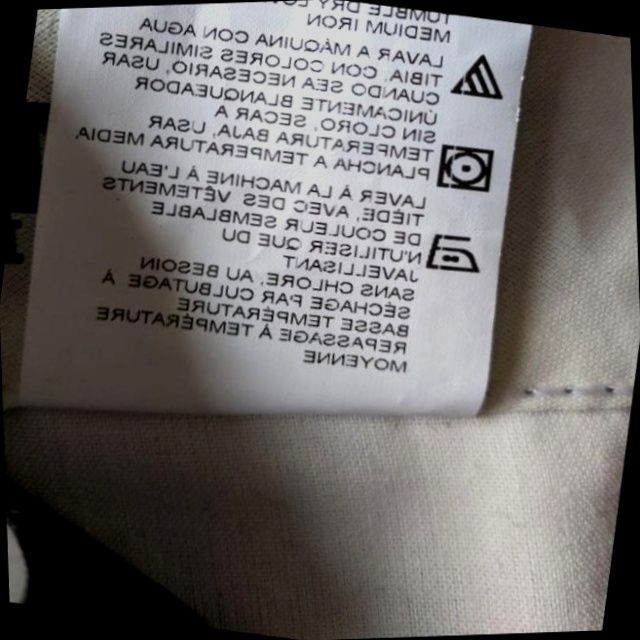 TUMBLE DRY LOW
MEDIUM IRON
LAVAR A MÁQUINA CON AGUA
TIBIA CON COLORES SIMILARES
CUANDO SEA NECESARIO, USAR
ÚNICAMENTE BLANQUEADOR
SIN CLORO, SECAR A
TEMPERATURA BAJA, USAR
PLANCHA A TEMPERATURA MEDIA
LAVER À LA MACHINE À L'EAU
TIÈDE, AVEC DES VÊTEMENTS
DE COULEUR SEMBLABLE
N'UTILISER QUE DU
JAVELLISANT
SANS CHLORE, AU BESOIN
SÉCHAGE PAR CULBUTAGE À
BASSE TEMPÉRATURE
REPASSAGE À TEMPÉRATURE
MOYENNE